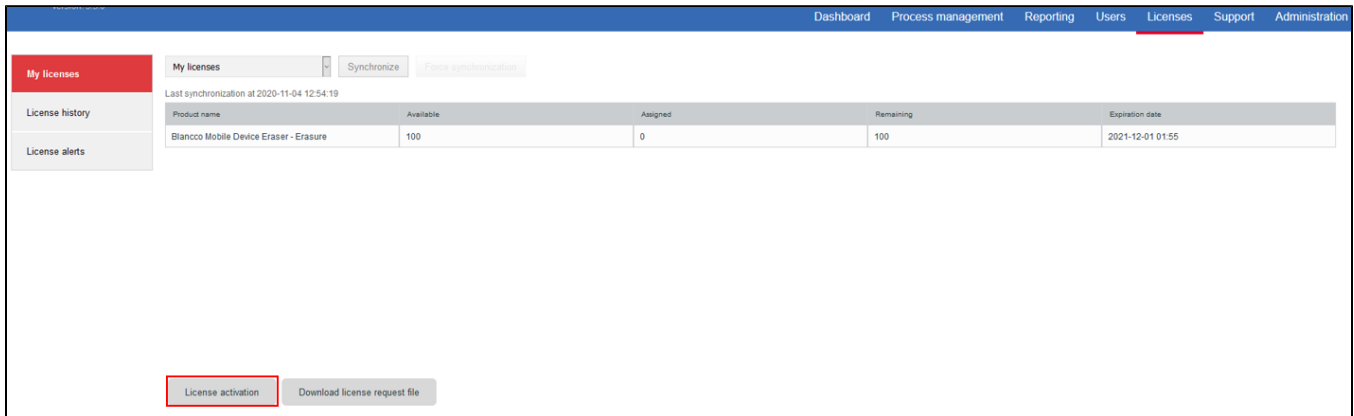 Dashboard Process management Reporting Users Licenses Support Administration
My licenses
License history
License alerts
My licenses Synchronize Force synchronization
Last synchronization at 2020-11-04 12:54:19
Product name Available Assigned Remaining Expiration date
Blancco Mobile Device Eraser - Erasure 100 0 100 2021-12-01 01:55
License activation Download license request file